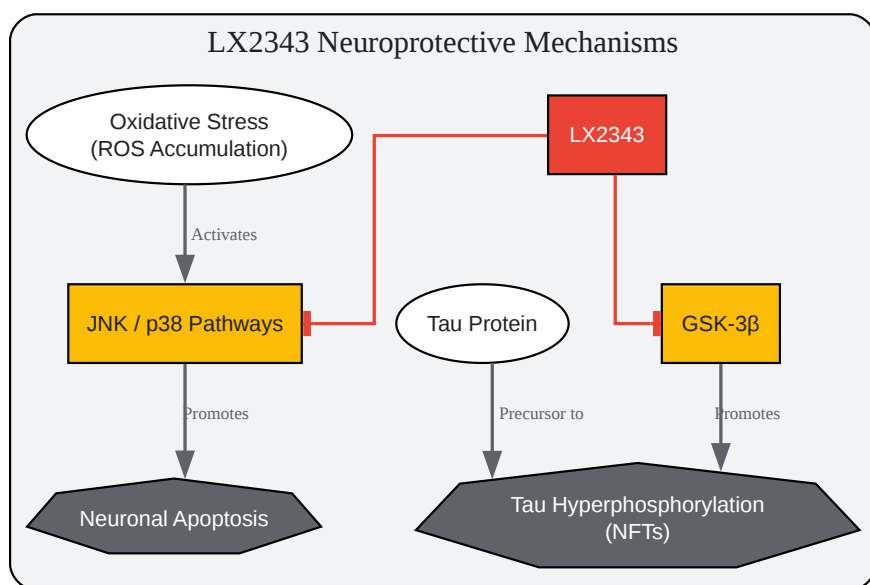 LX2343 Neuroprotective Mechanisms
Oxidative Stress
(ROS Accumulation)
LX2343
Activates
JNK / p38 Pathways
Tau Protein
GSK-3β
Promotes
Precursor to
Promotes
Neuronal Apoptosis
Tau Hyperphosphorylation
(NFTs)